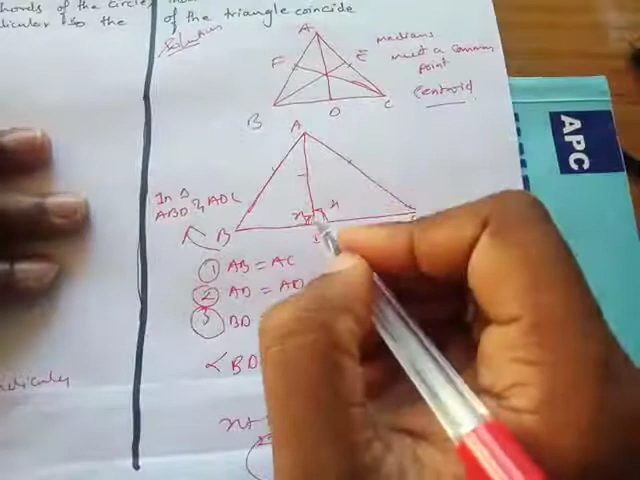 hords of the circle
dicular so the
of the triangle coincide
Solution
A
F
E
B
D
C
medians
meet a common
point
Centroid
A
In Δ
ABD & ADC
x
B
① AB = AC
② AD = AD
③ BD
< BD
x+
APC